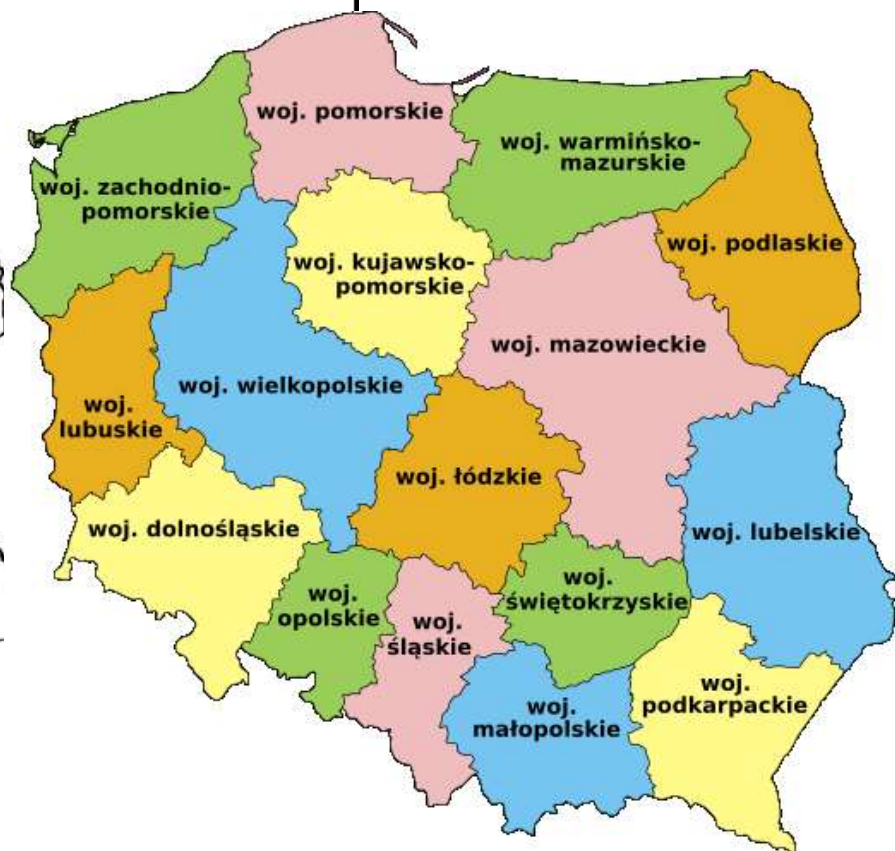 woj. pomorskie
woj. warmińsko-
mazurskie
woj. zachodnio-
pomorskie
woj. podlaskie
woj. kujawsko-
pomorskie
woj. mazowieckie
woj. wielkopolskie
woj.
lubuskie
woj. łódzkie
woj. dolnośląskie
woj. lubelskie
woj.
opolskie
woj.
świętokrzyskie
woj.
śląskie
woj.
podkarpackie
woj.
małopolskie